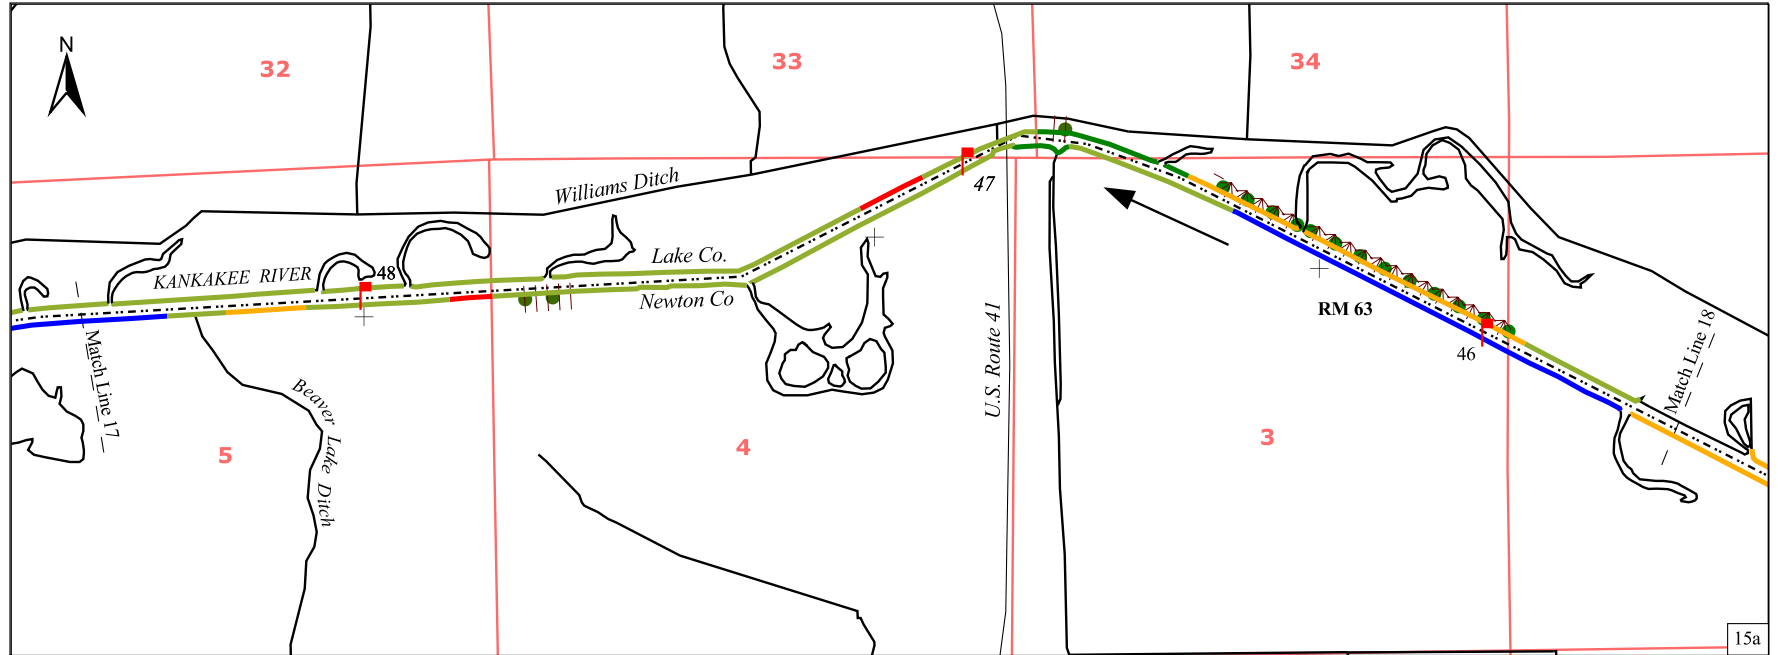 N
32
33
34
Williams Ditch
47
Lake Co.
KANKAKEE RIVER
48
Newton Co
RM 63
U.S. Route 41
46
Match Line 17
Match Line 18
Beaver Lake Ditch
5
4
3
15a